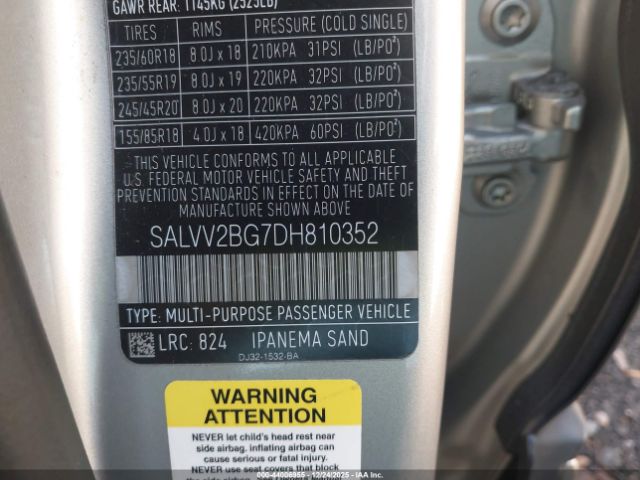 GAWR REAR: 1145KG (2525LB)
TIRES RIMS PRESSURE (COLD SINGLE)
235/60R18 8.0J x 18 210KPA 31PSI (LB/PO²)
235/55R19 8.0J x 19 220KPA 32PSI (LB/PO²)
245/45R20 8.0J x 20 220KPA 32PSI (LB/PO²)
155/85R18 4.0J x 18 420KPA 60PSI (LB/PO²)
THIS VEHICLE CONFORMS TO ALL APPLICABLE
U.S. FEDERAL MOTOR VEHICLE SAFETY AND THEFT
PREVENTION STANDARDS IN EFFECT ON THE DATE OF
MANUFACTURE SHOWN ABOVE
SALVV2BG7DH810352
TYPE: MULTI-PURPOSE PASSENGER VEHICLE
LRC: 824 IPANEMA SAND
DJ32-1532-BA
WARNING
ATTENTION
NEVER let child's head rest near
side airbag. inflating airbag can
cause serious or fatal injury.
NEVER use seat covers that block
-44006955 - 12/24/2025 -